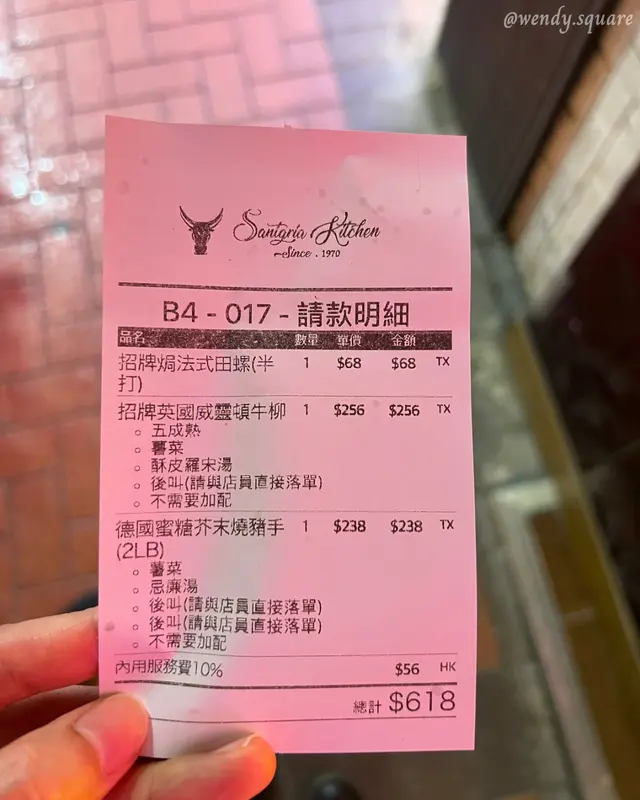 @wendy.square
Santgria Kitchen
Since . 1970
B4 - 017 - 請款明細
品名 數量 單價 金額
招牌焗法式田螺(半 1 $68 $68 TX
打)
招牌英國威靈頓牛柳 1 $256 $256 TX
。 五成熟
。 薯菜
。 酥皮羅宋湯
。 後叫(請與店員直接落單)
。 不需要加配
德國蜜糖芥末燒豬手 1 $238 $238 TX
(2LB)
。 薯菜
。 忌廉湯
。 後叫(請與店員直接落單)
。 後叫(請與店員直接落單)
。 不需要加配
內用服務費10% $56 HK
總計 $618